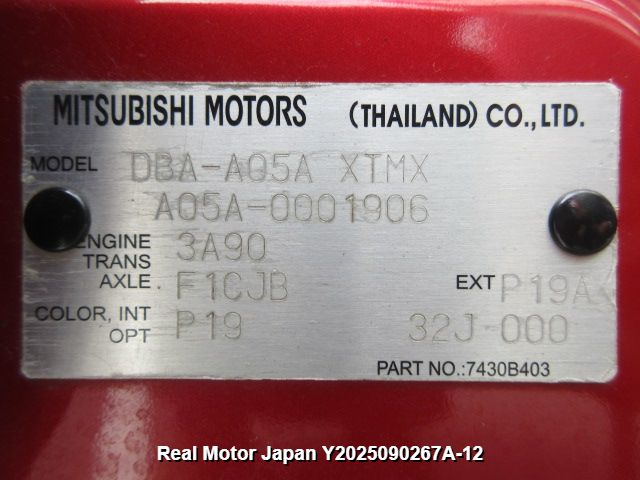 MITSUBISHI MOTORS (THAILAND) CO., LTD.
MODEL DBA-A05A XTMX
A05A-0001906
ENGINE 3A90
TRANS
AXLE. F1CJB EXT P19A
COLOR, INT P19 32J-000
OPT
PART NO.:7430B403
Real Motor Japan Y2025090267A-12